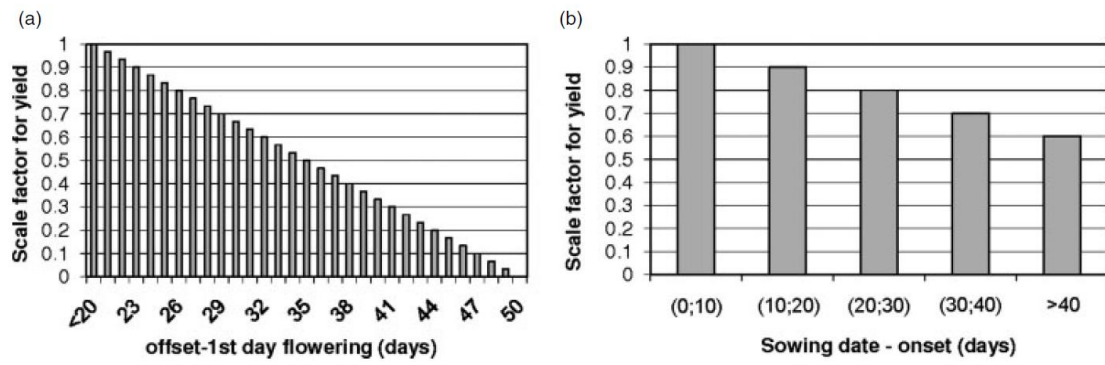 (a)
Scale factor for yield
1
0.9
0.8
0.7
0.6
0.5
0.4
0.3
0.2
0.1
0
<20 23 26 29 32 35 38 41 44 47 50
offset-1st day flowering (days)
(b)
Scale factor for yield
1
0.9
0.8
0.7
0.6
0.5
0.4
0.3
0.2
0.1
0
(0;10) (10;20) (20;30) (30;40) >40
Sowing date - onset (days)